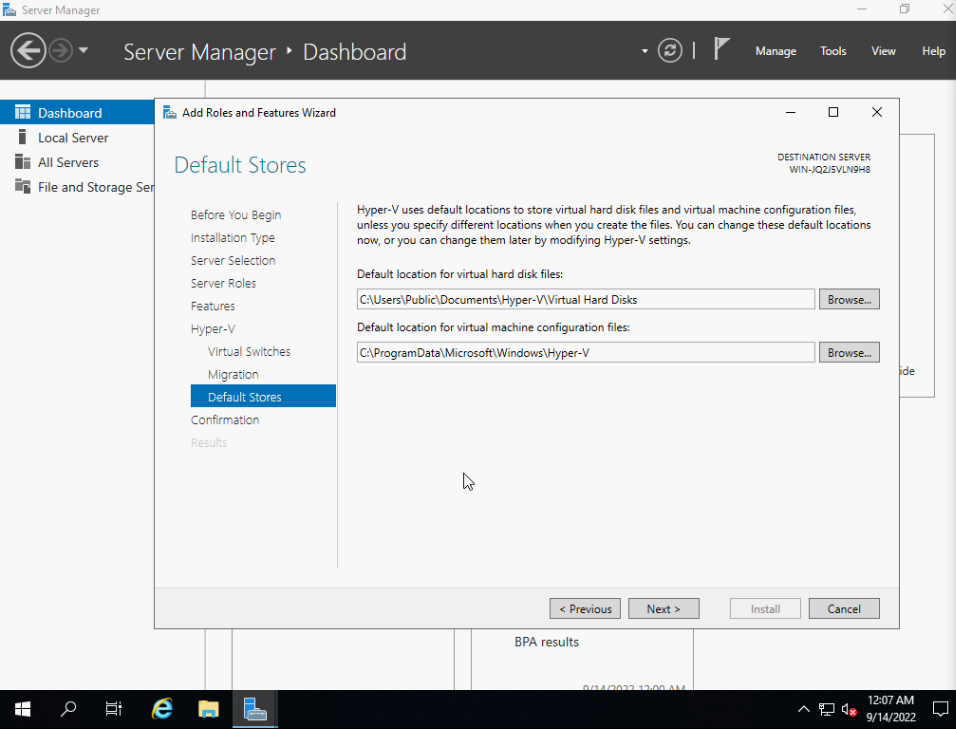 Server Manager
Server Manager ‣ Dashboard
Manage Tools View Help
Dashboard
Local Server
All Servers
File and Storage Ser
Add Roles and Features Wizard
Default Stores
DESTINATION SERVER
WIN-JQ2J5VLN9H8
Before You Begin
Installation Type
Server Selection
Server Roles
Features
Hyper-V
Virtual Switches
Migration
Default Stores
Confirmation
Results
Hyper-V uses default locations to store virtual hard disk files and virtual machine configuration files,
unless you specify different locations when you create the files. You can change these default locations
now, or you can change them later by modifying Hyper-V settings.
Default location for virtual hard disk files:
C:\Users\Public\Documents\Hyper-V\Virtual Hard Disks Browse...
Default location for virtual machine configuration files:
C:\ProgramData\Microsoft\Windows\Hyper-V Browse...
ide
< Previous Next > Install Cancel
BPA results
9/14/2022 12:00 AM
12:07 AM
9/14/2022